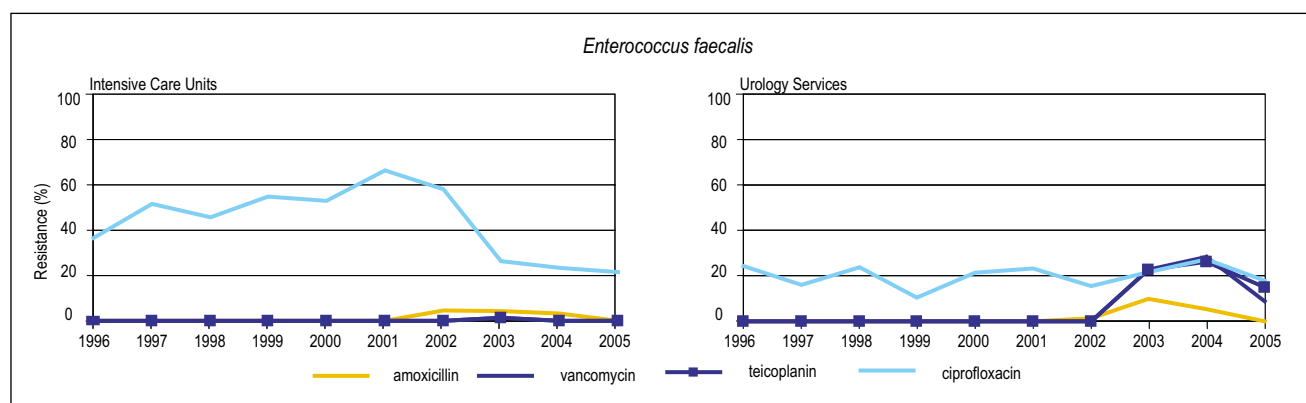 Enterococcus faecalis
Intensive Care Units
100
80
60
40
20
0
Resistance (%)
1996 1997 1998 1999 2000 2001 2002 2003 2004 2005
Urology Services
100
80
60
40
20
0
1996 1997 1998 1999 2000 2001 2002 2003 2004 2005
amoxicillin vancomycin teicoplanin ciprofloxacin